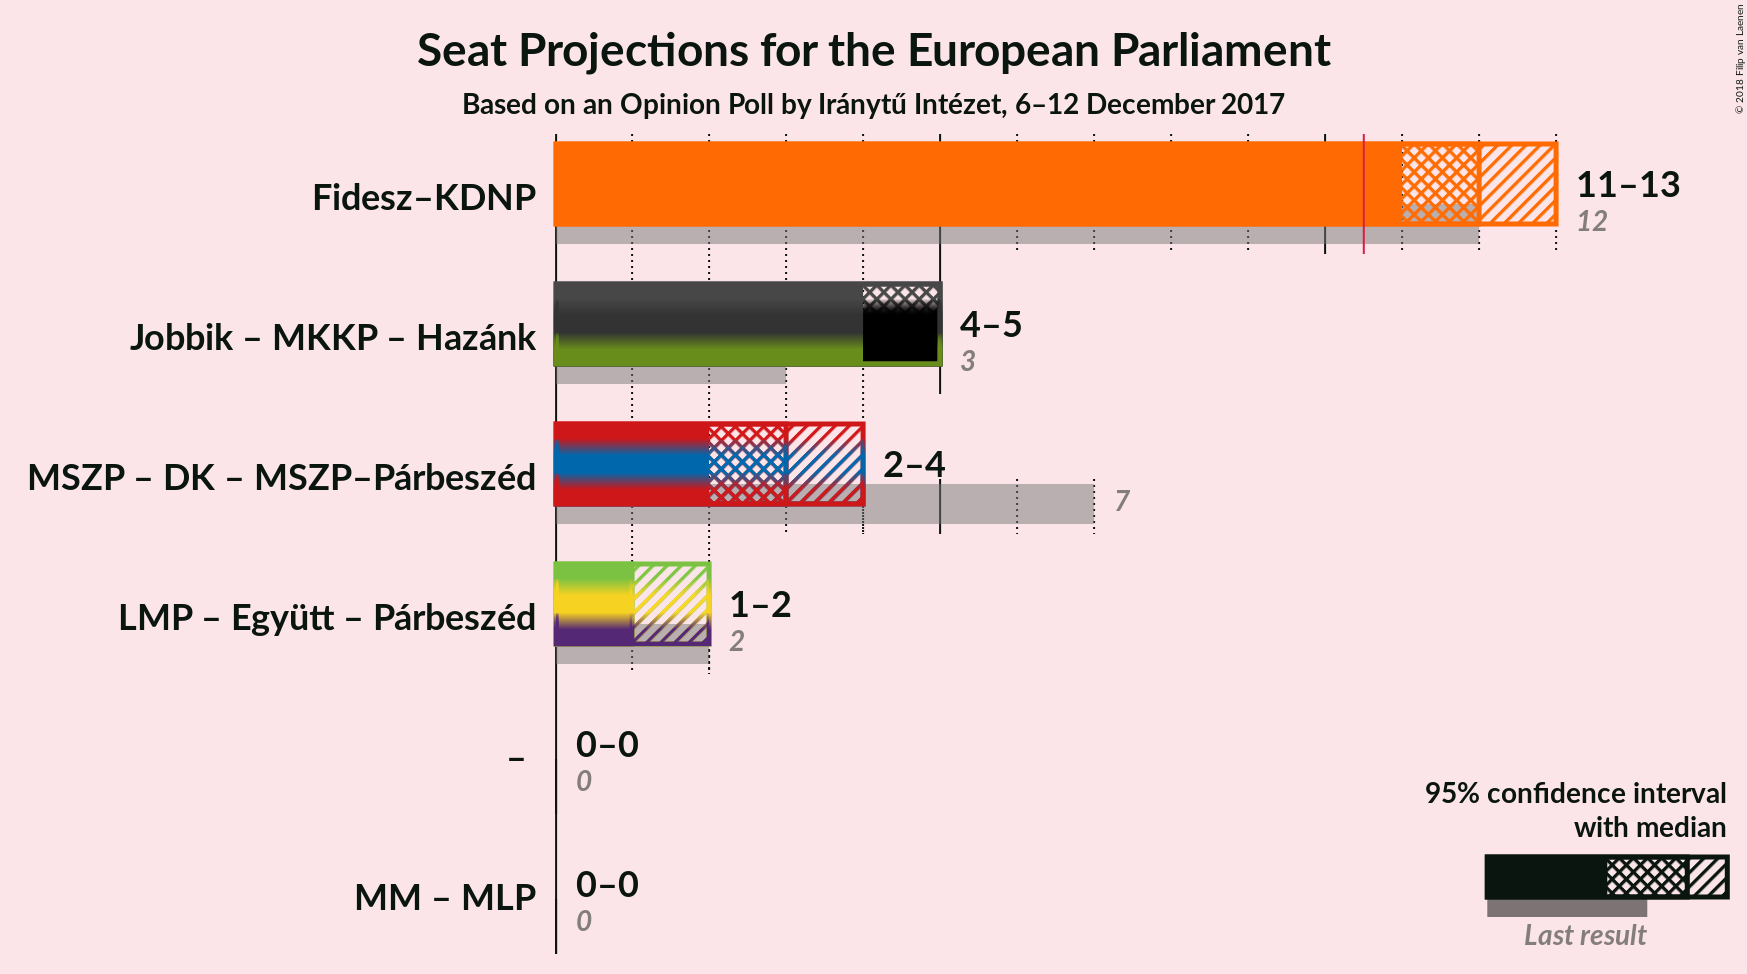 Seat Projections for the European Parliament
Based on an Opinion Poll by Iránytű Intézet, 6–12 December 2017
© 2018 Filip van Laenen
Fidesz–KDNP
11–13
12
Jobbik – MKKP – Hazánk
4–5
3
MSZP – DK – MSZP–Párbeszéd
2–4
7
LMP – Együtt – Párbeszéd
1–2
2
–
0–0
0
MM – MLP
0–0
0
95% confidence interval
with median
Last result